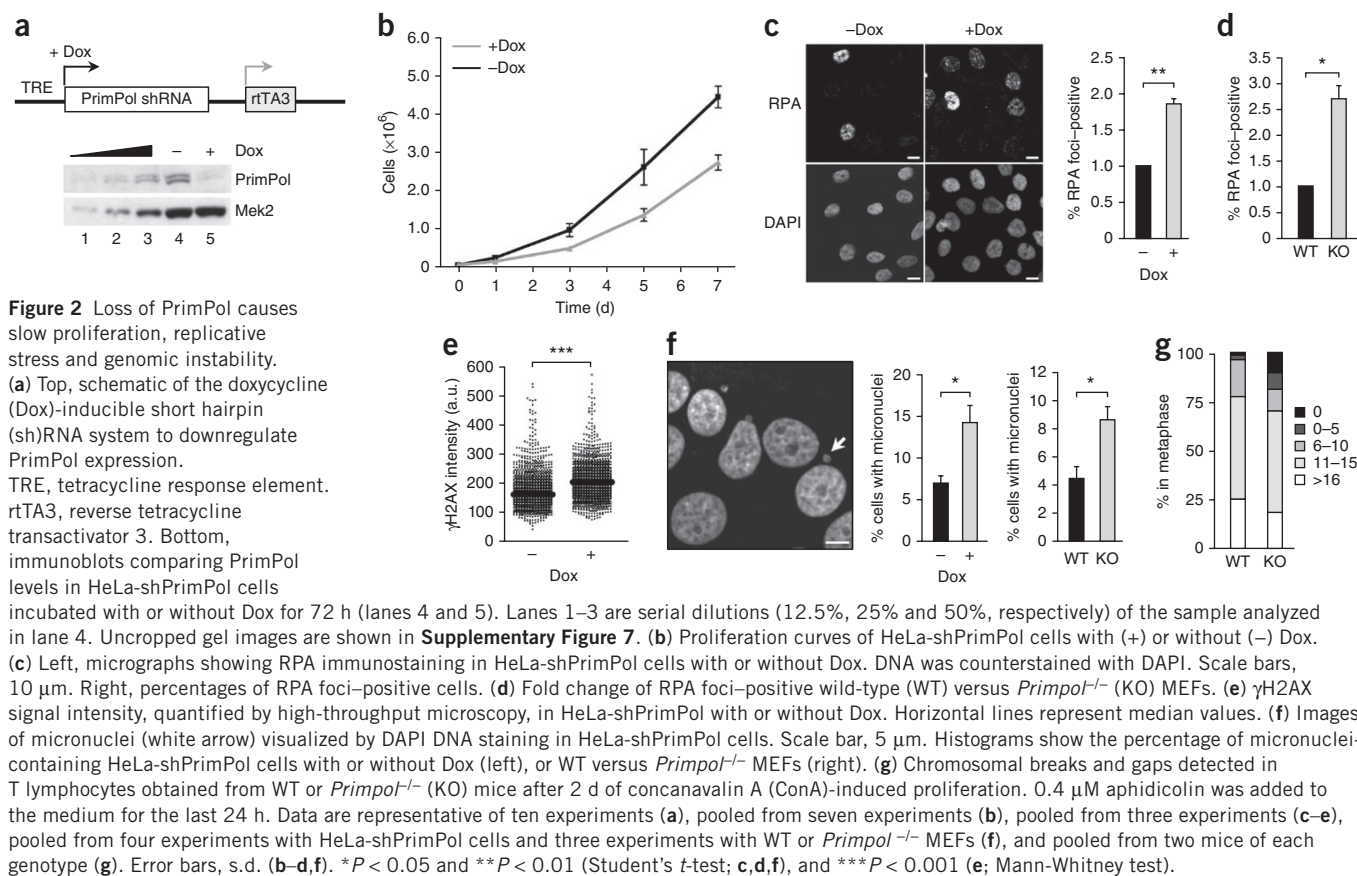 a
+ Dox
TRE
PrimPol shRNA
rtTA3
– + Dox
PrimPol
Mek2
1 2 3 4 5
b
6.0
5.0
4.0
3.0
2.0
1.0
0
Cells (×10⁶)
+Dox
–Dox
0 1 2 3 4 5 6 7
Time (d)
c
–Dox +Dox
RPA
DAPI
% RPA foci–positive
2.5
2.0
1.5
1.0
0.5
0
**
– +
Dox
d
% RPA foci–positive
3.5
3.0
2.5
2.0
1.5
1.0
0.5
0
*
WT KO
e
γH2AX intensity (a.u.)
600
500
400
300
200
100
0
***
– +
Dox
f
% cells with micronuclei
20
15
10
5
0
*
– +
Dox
% cells with micronuclei
12
10
8
6
4
2
0
*
WT KO
g
% in metaphase
100
75
50
25
0
WT KO
0
0–5
6–10
11–15
>16
Figure 2 Loss of PrimPol causes
slow proliferation, replicative
stress and genomic instability.
(a) Top, schematic of the doxycycline
(Dox)-inducible short hairpin
(sh)RNA system to downregulate
PrimPol expression.
TRE, tetracycline response element.
rtTA3, reverse tetracycline
transactivator 3. Bottom,
immunoblots comparing PrimPol
levels in HeLa-shPrimPol cells
incubated with or without Dox for 72 h (lanes 4 and 5). Lanes 1–3 are serial dilutions (12.5%, 25% and 50%, respectively) of the sample analyzed
in lane 4. Uncropped gel images are shown in Supplementary Figure 7. (b) Proliferation curves of HeLa-shPrimPol cells with (+) or without (–) Dox.
(c) Left, micrographs showing RPA immunostaining in HeLa-shPrimPol cells with or without Dox. DNA was counterstained with DAPI. Scale bars,
10 μm. Right, percentages of RPA foci–positive cells. (d) Fold change of RPA foci–positive wild-type (WT) versus Primpol⁻/⁻ (KO) MEFs. (e) γH2AX
signal intensity, quantified by high-throughput microscopy, in HeLa-shPrimPol with or without Dox. Horizontal lines represent median values. (f) Images
of micronuclei (white arrow) visualized by DAPI DNA staining in HeLa-shPrimPol cells. Scale bar, 5 μm. Histograms show the percentage of micronuclei-
containing HeLa-shPrimPol cells with or without Dox (left), or WT versus Primpol⁻/⁻ MEFs (right). (g) Chromosomal breaks and gaps detected in
T lymphocytes obtained from WT or Primpol⁻/⁻ (KO) mice after 2 d of concanavalin A (ConA)-induced proliferation. 0.4 μM aphidicolin was added to
the medium for the last 24 h. Data are representative of ten experiments (a), pooled from seven experiments (b), pooled from three experiments (c–e),
pooled from four experiments with HeLa-shPrimPol cells and three experiments with WT or Primpol ⁻/⁻ MEFs (f), and pooled from two mice of each
genotype (g). Error bars, s.d. (b–d,f). *P < 0.05 and **P < 0.01 (Student's t-test; c,d,f), and ***P < 0.001 (e; Mann-Whitney test).